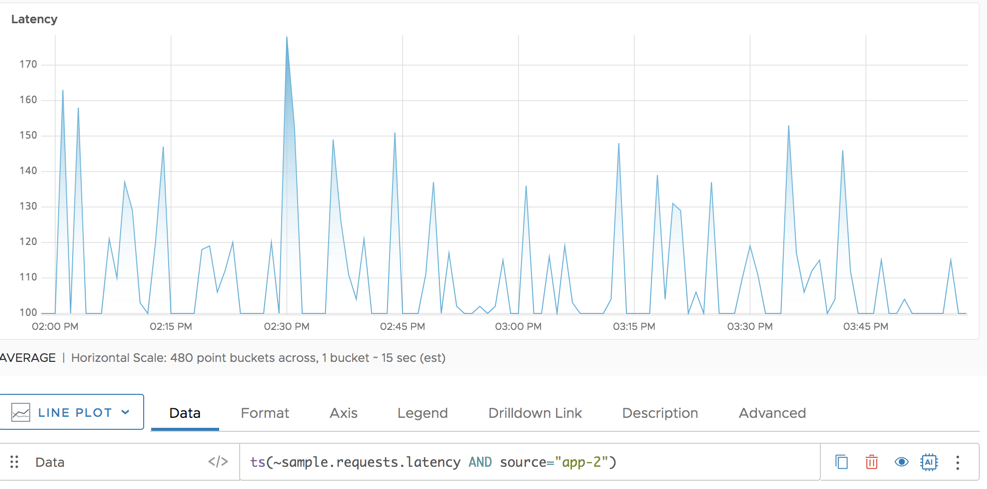 Latency
170
160
150
140
130
120
110
100
02:00 PM 02:15 PM 02:30 PM 02:45 PM 03:00 PM 03:15 PM 03:30 PM 03:45 PM
AVERAGE | Horizontal Scale: 480 point buckets across, 1 bucket ~ 15 sec (est)
LINE PLOT Data Format Axis Legend Drilldown Link Description Advanced
Data </> ts(~sample.requests.latency AND source="app-2") AI